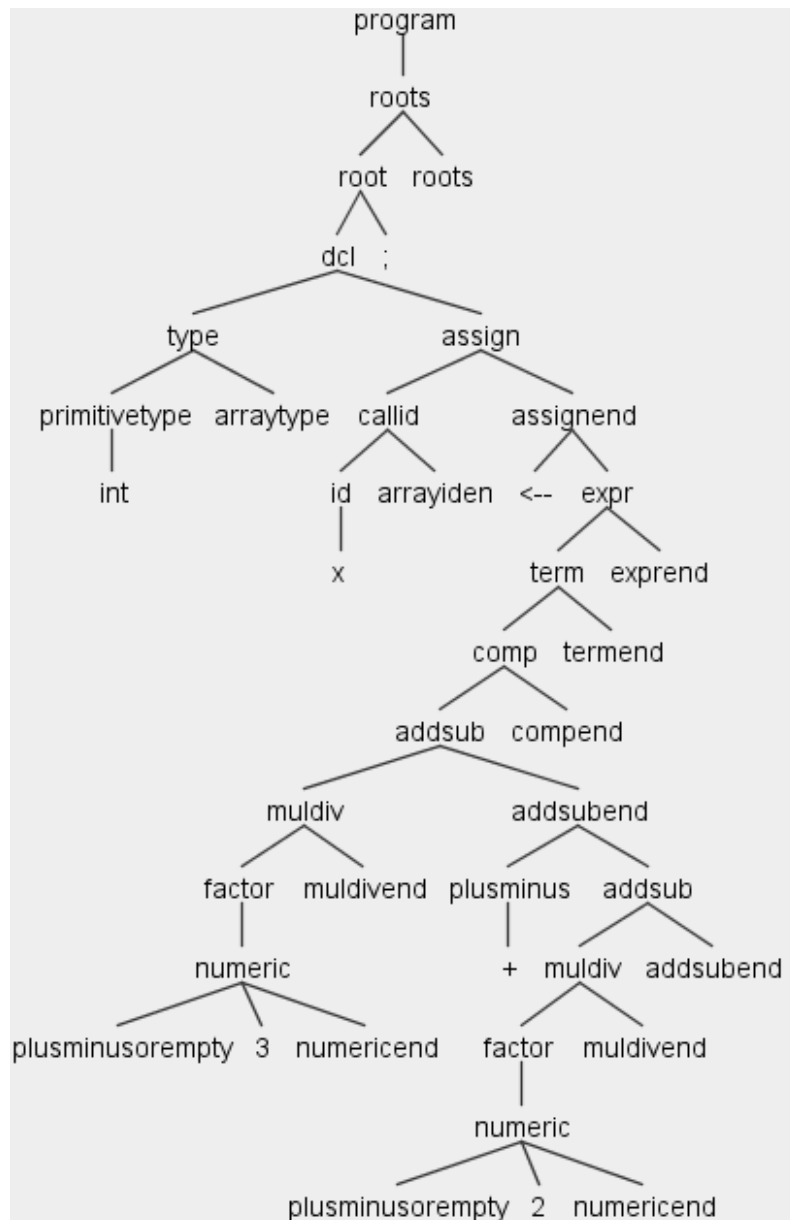 program
roots
root roots
dcl ;
type assign
primitivetype arraytype callid assignend
int id arrayiden <-- expr
x term exprend
comp termend
addsub compend
muldiv addsubend
factor muldivend plusminus addsub
numeric + muldiv addsubend
plusminusorempty 3 numericend factor muldivend
numeric
plusminusorempty 2 numericend